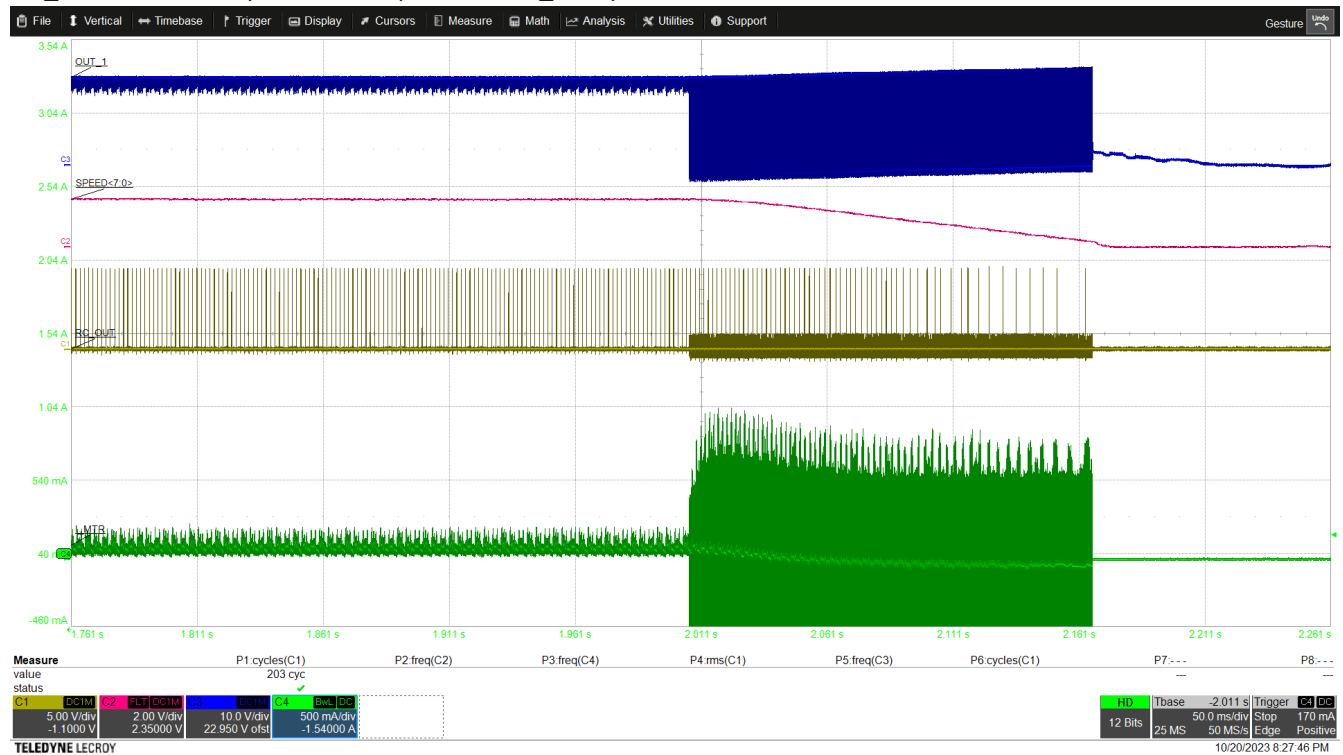 File Vertical Timebase Trigger Display Cursors Measure Math Analysis Utilities Support Gesture Undo
3.54 A
OUT_1
3.04 A
C3
2.54 A
SPEED<7:0>
C2
2.04 A
1.54 A
RC_OUT
C1
1.04 A
540 mA
I_MTR
40 m C4
-460 mA
1.761 s 1.811 s 1.861 s 1.911 s 1.961 s 2.011 s 2.061 s 2.111 s 2.161 s 2.211 s 2.261 s
Measure P1:cycles(C1) P2:freq(C2) P3:freq(C4) P4:rms(C1) P5:freq(C3) P6:cycles(C1) P7:- - - P8:- - -
value 203 cyc --- ---
status ✓
C1 DC1M C2 FLT DC1M C3 DC1M C4 BwL DC HD Tbase -2.011 s Trigger C4 DC
5.00 V/div 2.00 V/div 10.0 V/div 500 mA/div 12 Bits 50.0 ms/div Stop 170 mA
-1.1000 V 2.35000 V 22.950 V ofst -1.54000 A 25 MS 50 MS/s Edge Positive
TELEDYNE LECROY 10/20/2023 8:27:46 PM